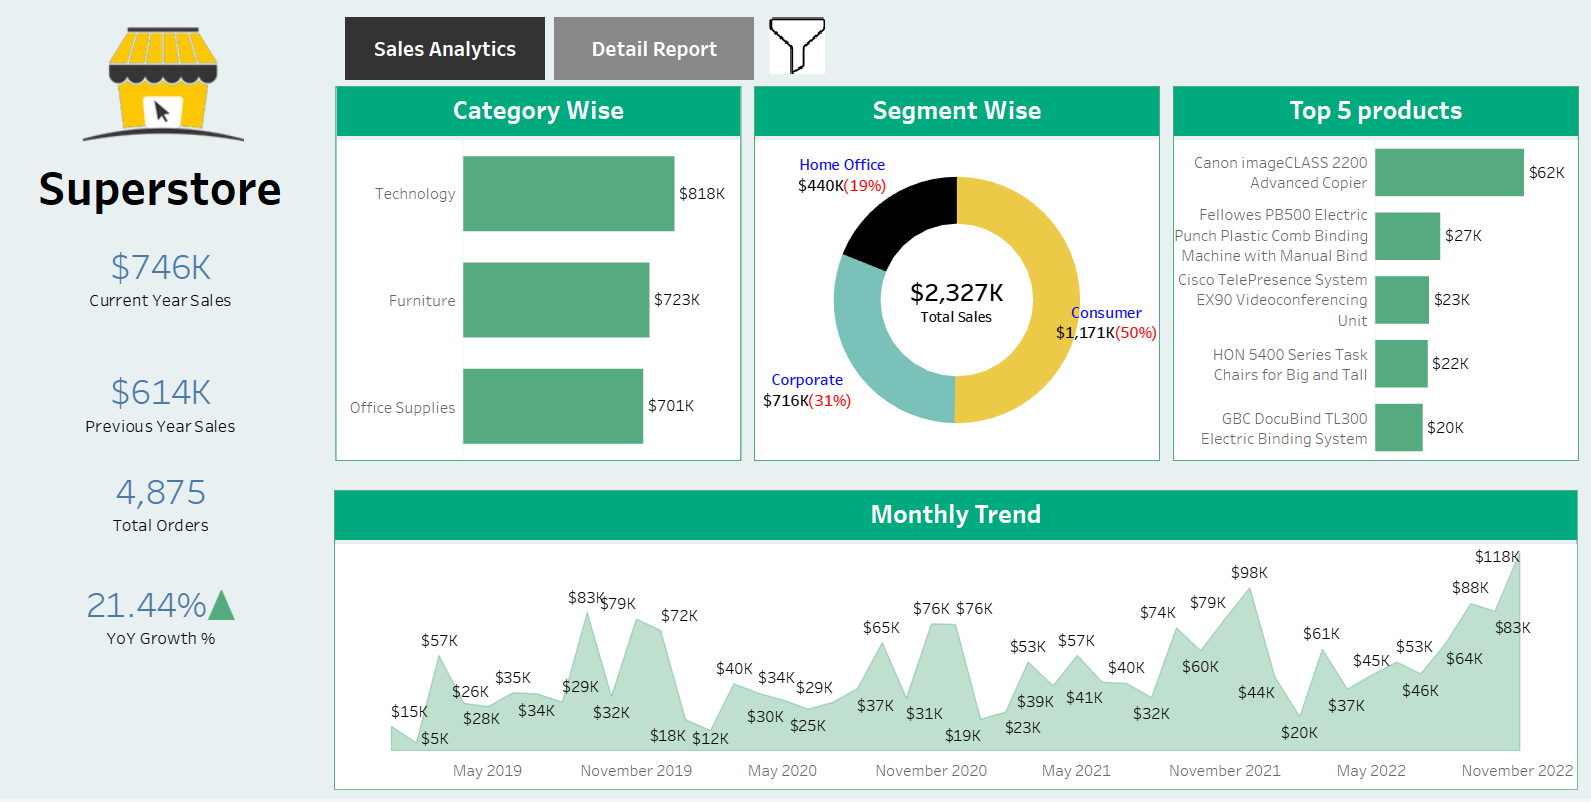 Superstore
$746K
Current Year Sales
$614K
Previous Year Sales
4,875
Total Orders
21.44%
YoY Growth %
Sales Analytics
Detail Report
Category Wise
Technology
$818K
Furniture
$723K
Office Supplies
$701K
Segment Wise
Home Office
$440K(19%)
$2,327K
Total Sales
Consumer
$1,171K(50%)
Corporate
$716K(31%)
Top 5 products
Canon imageCLASS 2200
Advanced Copier
$62K
Fellowes PB500 Electric
Punch Plastic Comb Binding
Machine with Manual Bind
$27K
Cisco TelePresence System
EX90 Videoconferencing
Unit
$23K
HON 5400 Series Task
Chairs for Big and Tall
$22K
GBC DocuBind TL300
Electric Binding System
$20K
Monthly Trend
$15K
$5K
$57K
$26K
$28K
$35K
$34K
$29K
$83K
$32K
$79K
$72K
$18K
$12K
$40K
$34K
$30K
$25K
$29K
$37K
$65K
$31K
$76K
$76K
$19K
$23K
$53K
$39K
$57K
$41K
$40K
$32K
$74K
$60K
$79K
$98K
$44K
$20K
$61K
$37K
$45K
$53K
$46K
$64K
$88K
$83K
$118K
May 2019
November 2019
May 2020
November 2020
May 2021
November 2021
May 2022
November 2022